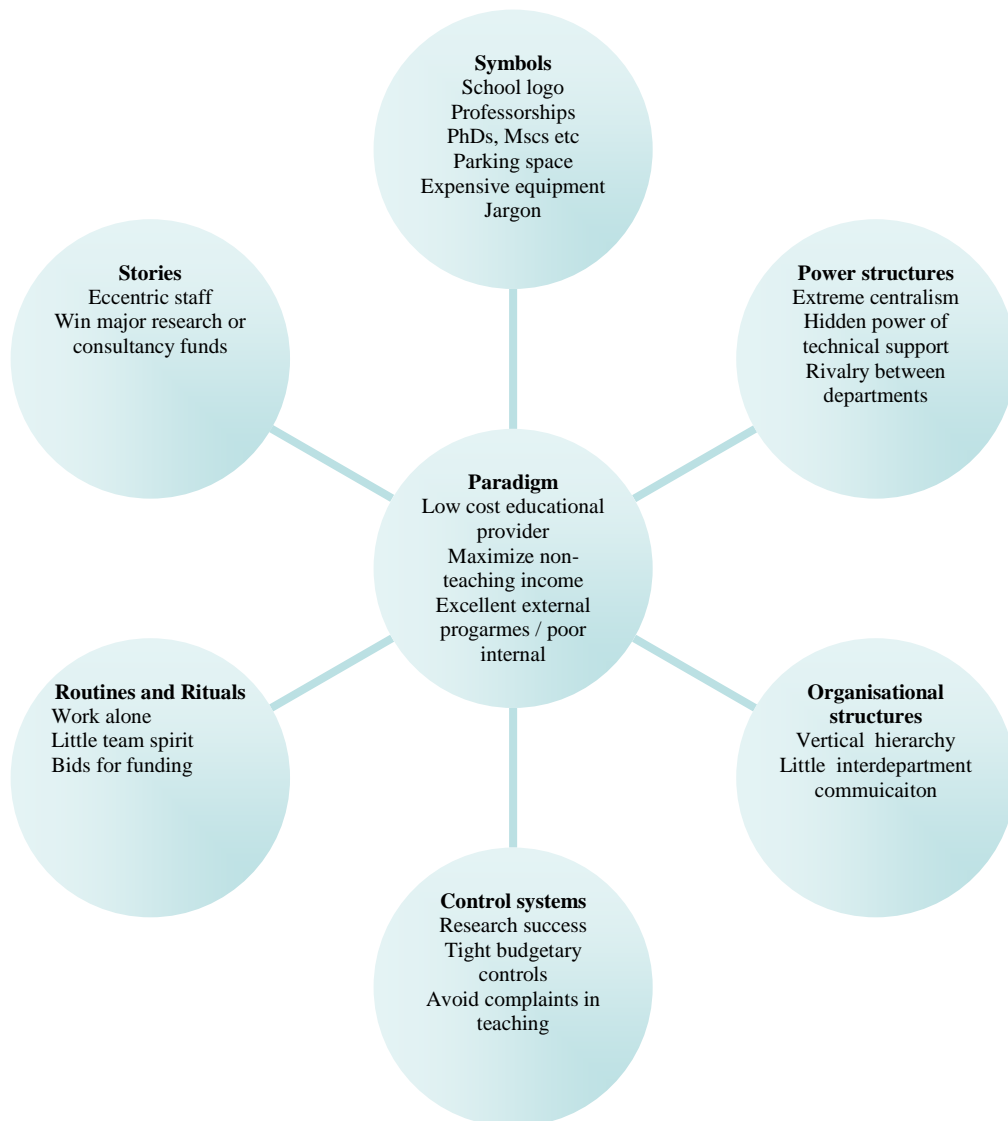 Symbols
School logo
Professorships
PhDs, Mscs etc
Parking space
Expensive equipment
Jargon
Stories
Eccentric staff
Win major research or
consultancy funds
Power structures
Extreme centralism
Hidden power of
technical support
Rivalry between
departments
Paradigm
Low cost educational
provider
Maximize non-
teaching income
Excellent external
progarmes / poor
internal
Routines and Rituals
Work alone
Little team spirit
Bids for funding
Organisational
structures
Vertical hierarchy
Little interdepartment
commuicaiton
Control systems
Research success
Tight budgetary
controls
Avoid complaints in
teaching